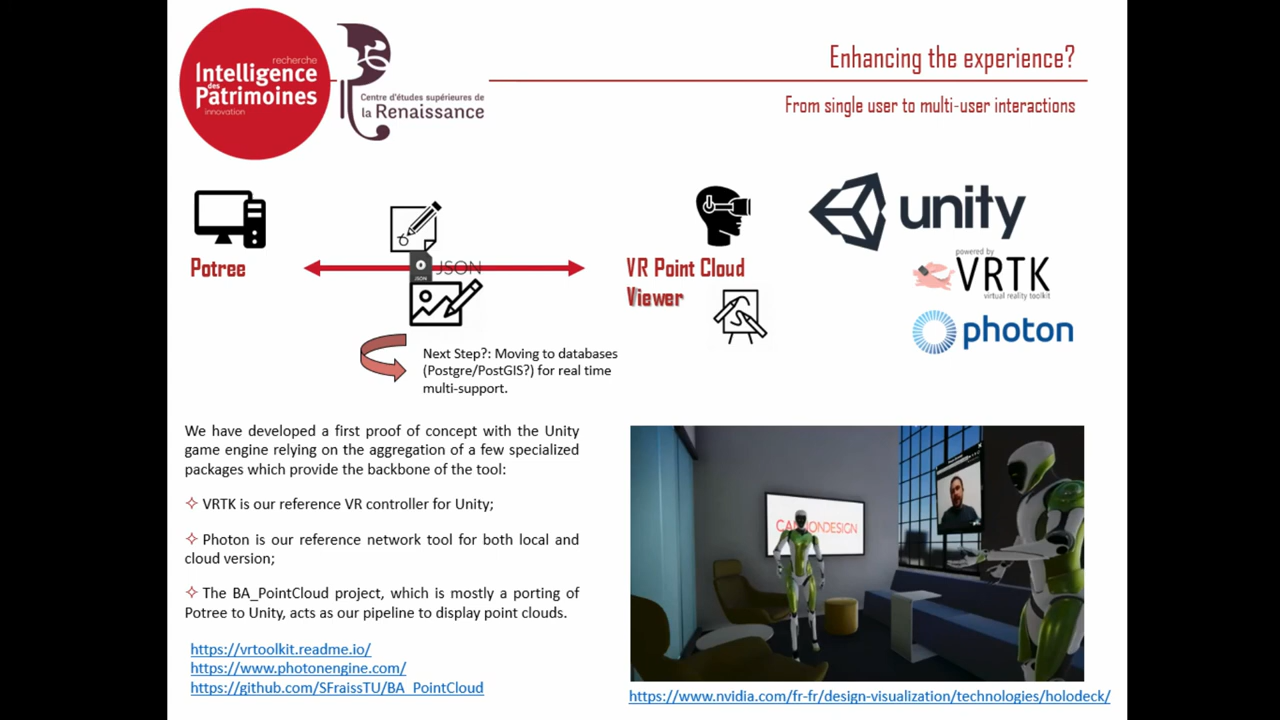 recherche
Intelligence
des
Patrimoines
innovation
Centre d'études supérieures de
la Renaissance
Enhancing the experience?
From single user to multi-user interactions
Potree
JSON
JSON
VR Point Cloud
Viewer
unity
powered by
VRTK
virtual reality toolkit
photon
Next Step?: Moving to databases
(Postgre/PostGIS?) for real time
multi-support.
We have developed a first proof of concept with the Unity
game engine relying on the aggregation of a few specialized
packages which provide the backbone of the tool:
✧ VRTK is our reference VR controller for Unity;
✧ Photon is our reference network tool for both local and
cloud version;
✧ The BA_PointCloud project, which is mostly a porting of
Potree to Unity, acts as our pipeline to display point clouds.
https://vrtoolkit.readme.io/
https://www.photonengine.com/
https://github.com/SFraissTU/BA_PointCloud
https://www.nvidia.com/fr-fr/design-visualization/technologies/holodeck/